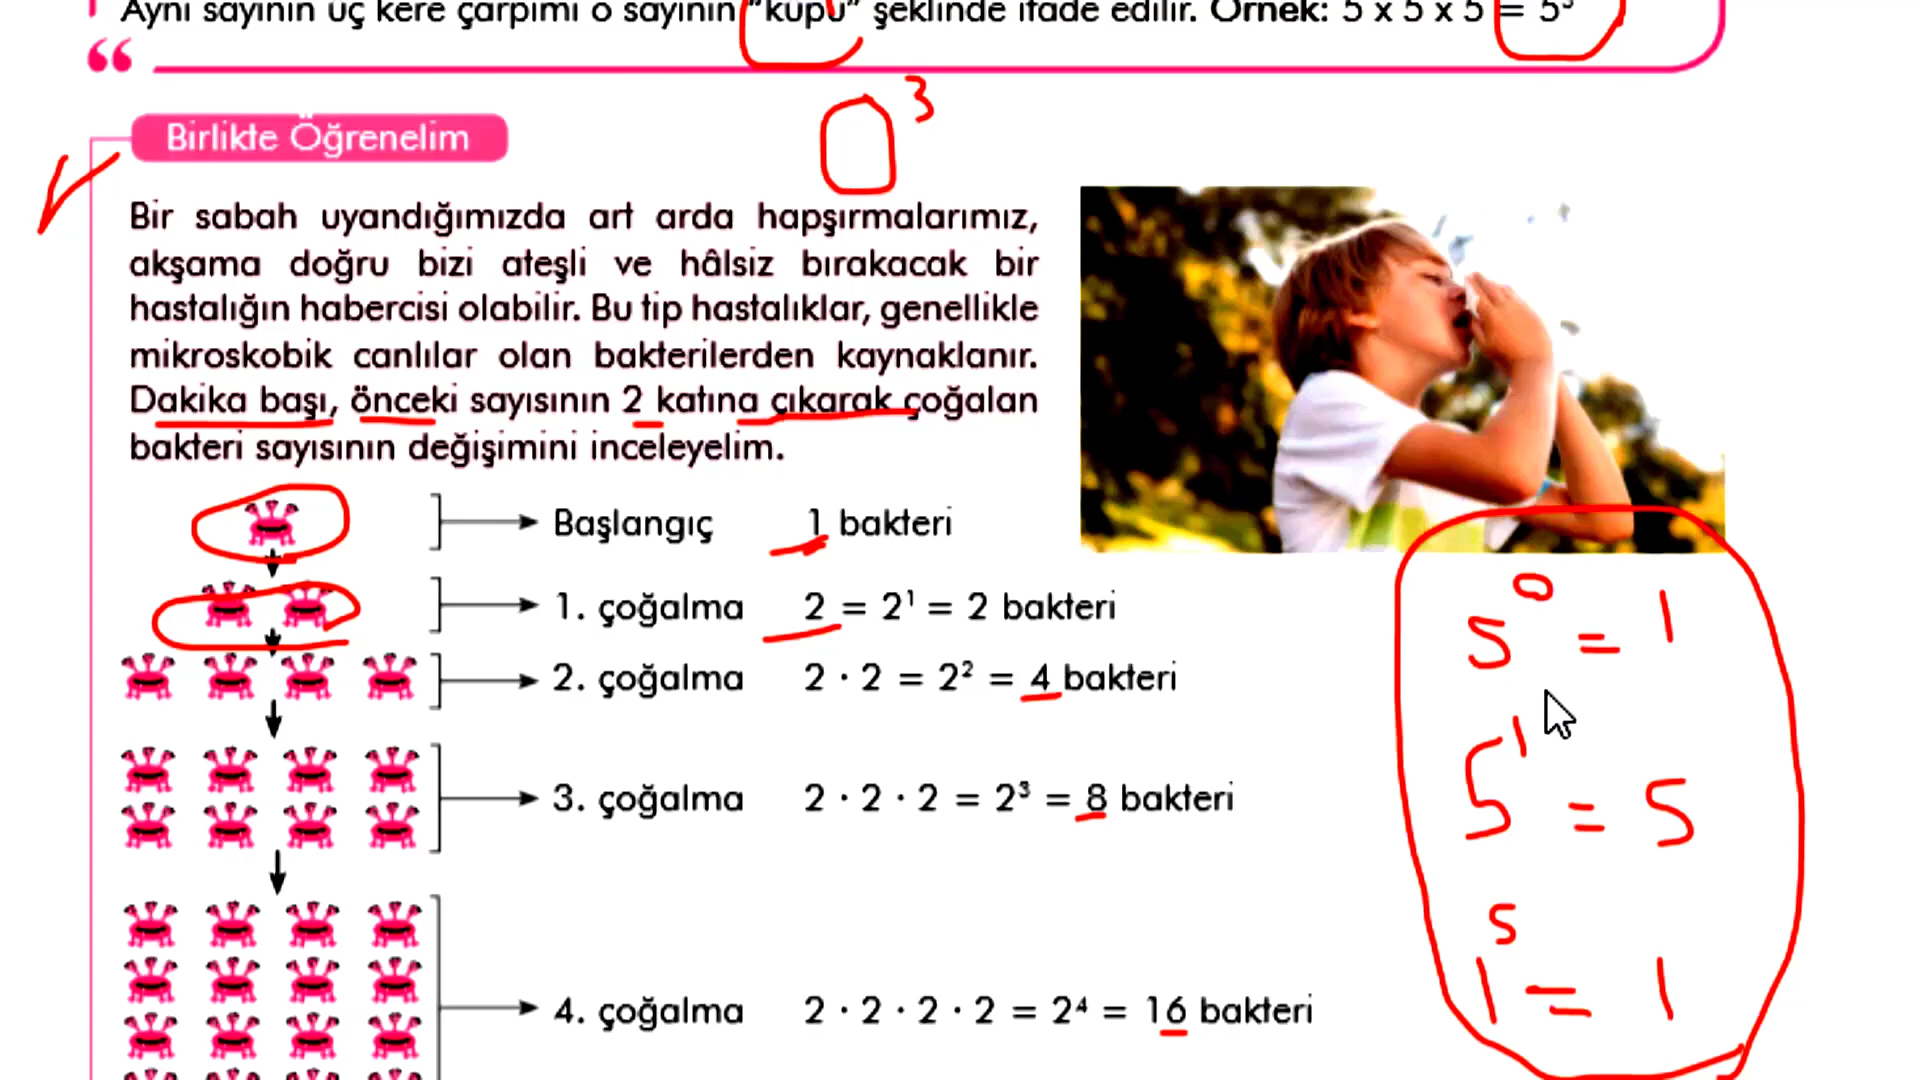 Aynı sayının üç kere çarpımı o sayının "küpü" şeklinde ifade edilir. Örnek: 5 x 5 x 5 = 5³
3
Birlikte Öğrenelim
Bir sabah uyandığımızda art arda hapşırmalarımız,
akşama doğru bizi ateşli ve hâlsiz bırakacak bir
hastalığın habercisi olabilir. Bu tip hastalıklar, genellikle
mikroskobik canlılar olan bakterilerden kaynaklanır.
Dakika başı, önceki sayısının 2 katına çıkarak çoğalan
bakteri sayısının değişimini inceleyelim.
Başlangıç 1 bakteri
1. çoğalma 2 = 2¹ = 2 bakteri
2. çoğalma 2 · 2 = 2² = 4 bakteri
3. çoğalma 2 · 2 · 2 = 2³ = 8 bakteri
4. çoğalma 2 · 2 · 2 · 2 = 2⁴ = 16 bakteri
5⁰ = 1
5¹ = 5
1⁵ = 1